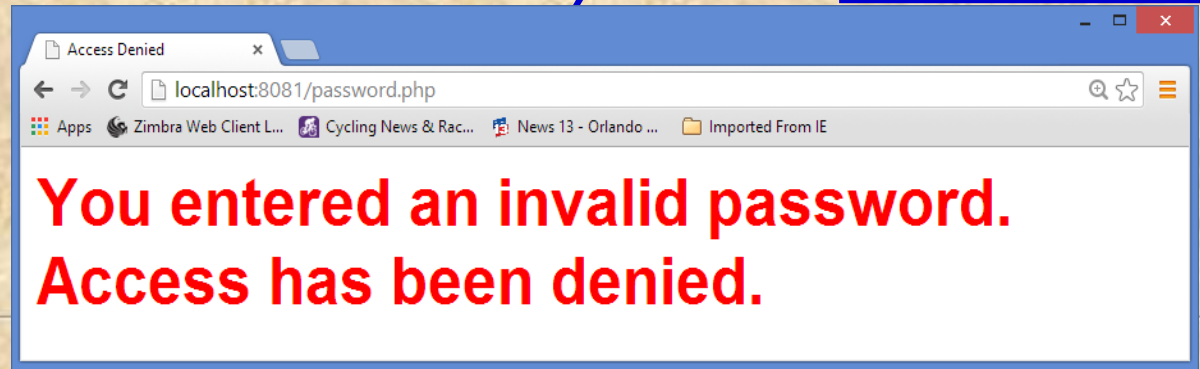 Access Denied
localhost:8081/password.php
Apps Zimbra Web Client L... Cycling News & Rac... News 13 - Orlando ... Imported From IE
You entered an invalid password.
Access has been denied.